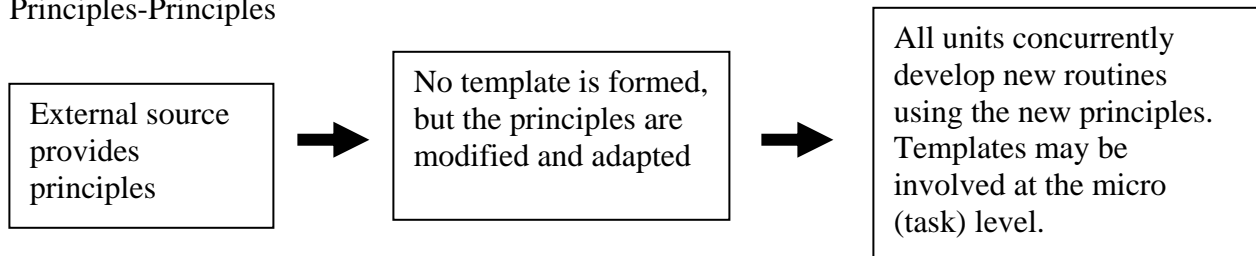 Principles-Principles
External source
provides
principles
No template is formed,
but the principles are
modified and adapted
All units concurrently
develop new routines
using the new principles.
Templates may be
involved at the micro
(task) level.